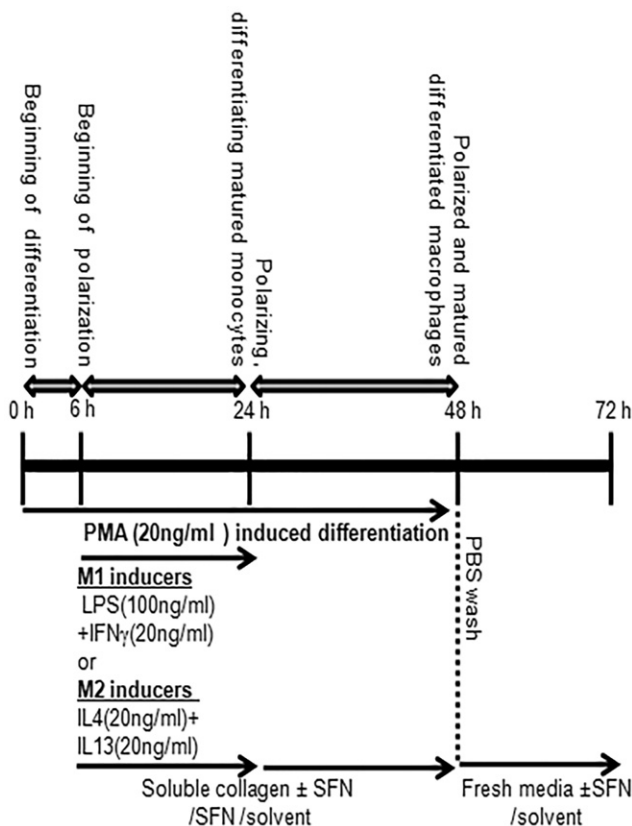 Beginning of differentiation
Beginning of polarization
Polarizing,
differentiating matured monocytes
Polarized and matured
differentiated macrophages
0 h
6 h
24 h
48 h
72 h
PMA (20ng/ml ) induced differentiation
M1 inducers
LPS(100ng/ml)
+IFNγ(20ng/ml)
or
M2 inducers
IL4(20ng/ml)+
IL13(20ng/ml)
PBS wash
Soluble collagen ± SFN
/SFN /solvent
Fresh media ±SFN
/solvent